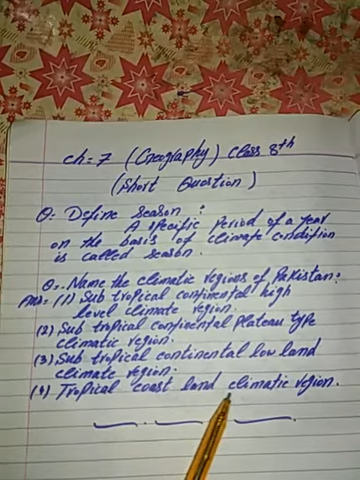 ch = 7 (Geography) Class 8th
(Short Question)
Q- Define Season:
A specific Period of a year
on the basis of climate condition
is called season.
Q.. Name the climatic regions of Pakistan:
Ans:- (1) Sub tropical continental high
level climate region.
(2) Sub tropical continental Plateau type
climatic region.
(3) Sub tropical continental low land
climate region.
(4) Tropical coast land climatic region.